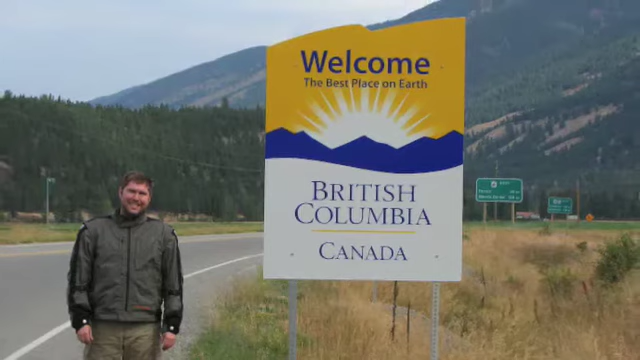 Welcome
The Best Place on Earth
BRITISH
COLUMBIA
CANADA